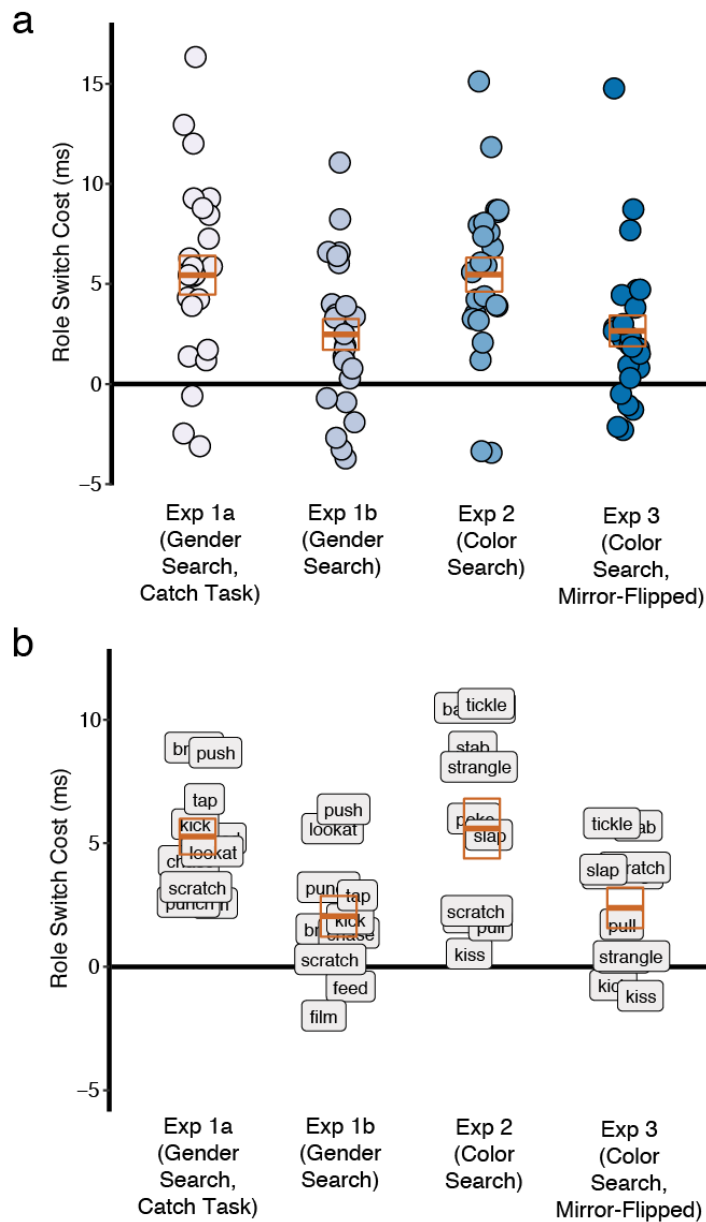 a
Role Switch Cost (ms)
15
10
5
0
−5
Exp 1a
(Gender
Search,
Catch Task)
Exp 1b
(Gender
Search)
Exp 2
(Color
Search)
Exp 3
(Color
Search,
Mirror-Flipped)
b
Role Switch Cost (ms)
10
5
0
−5
push
tap
kick
lookat
scratch
push
lookat
tap
kick
scratch
feed
film
tickle
stab
strangle
slap
scratch
pull
kiss
tickle
slap
pull
strangle
kiss
Exp 1a
(Gender
Search,
Catch Task)
Exp 1b
(Gender
Search)
Exp 2
(Color
Search)
Exp 3
(Color
Search,
Mirror-Flipped)